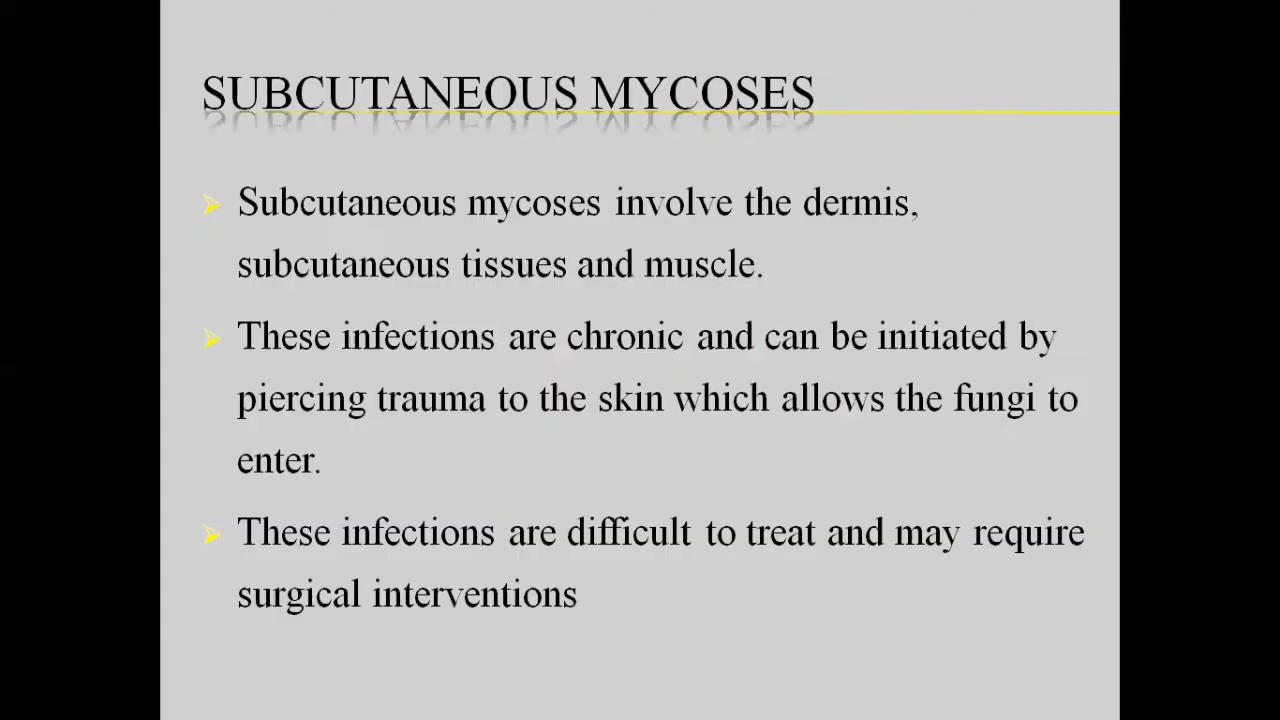 SUBCUTANEOUS MYCOSES
Subcutaneous mycoses involve the dermis,
subcutaneous tissues and muscle.
These infections are chronic and can be initiated by
piercing trauma to the skin which allows the fungi to
enter.
These infections are difficult to treat and may require
surgical interventions